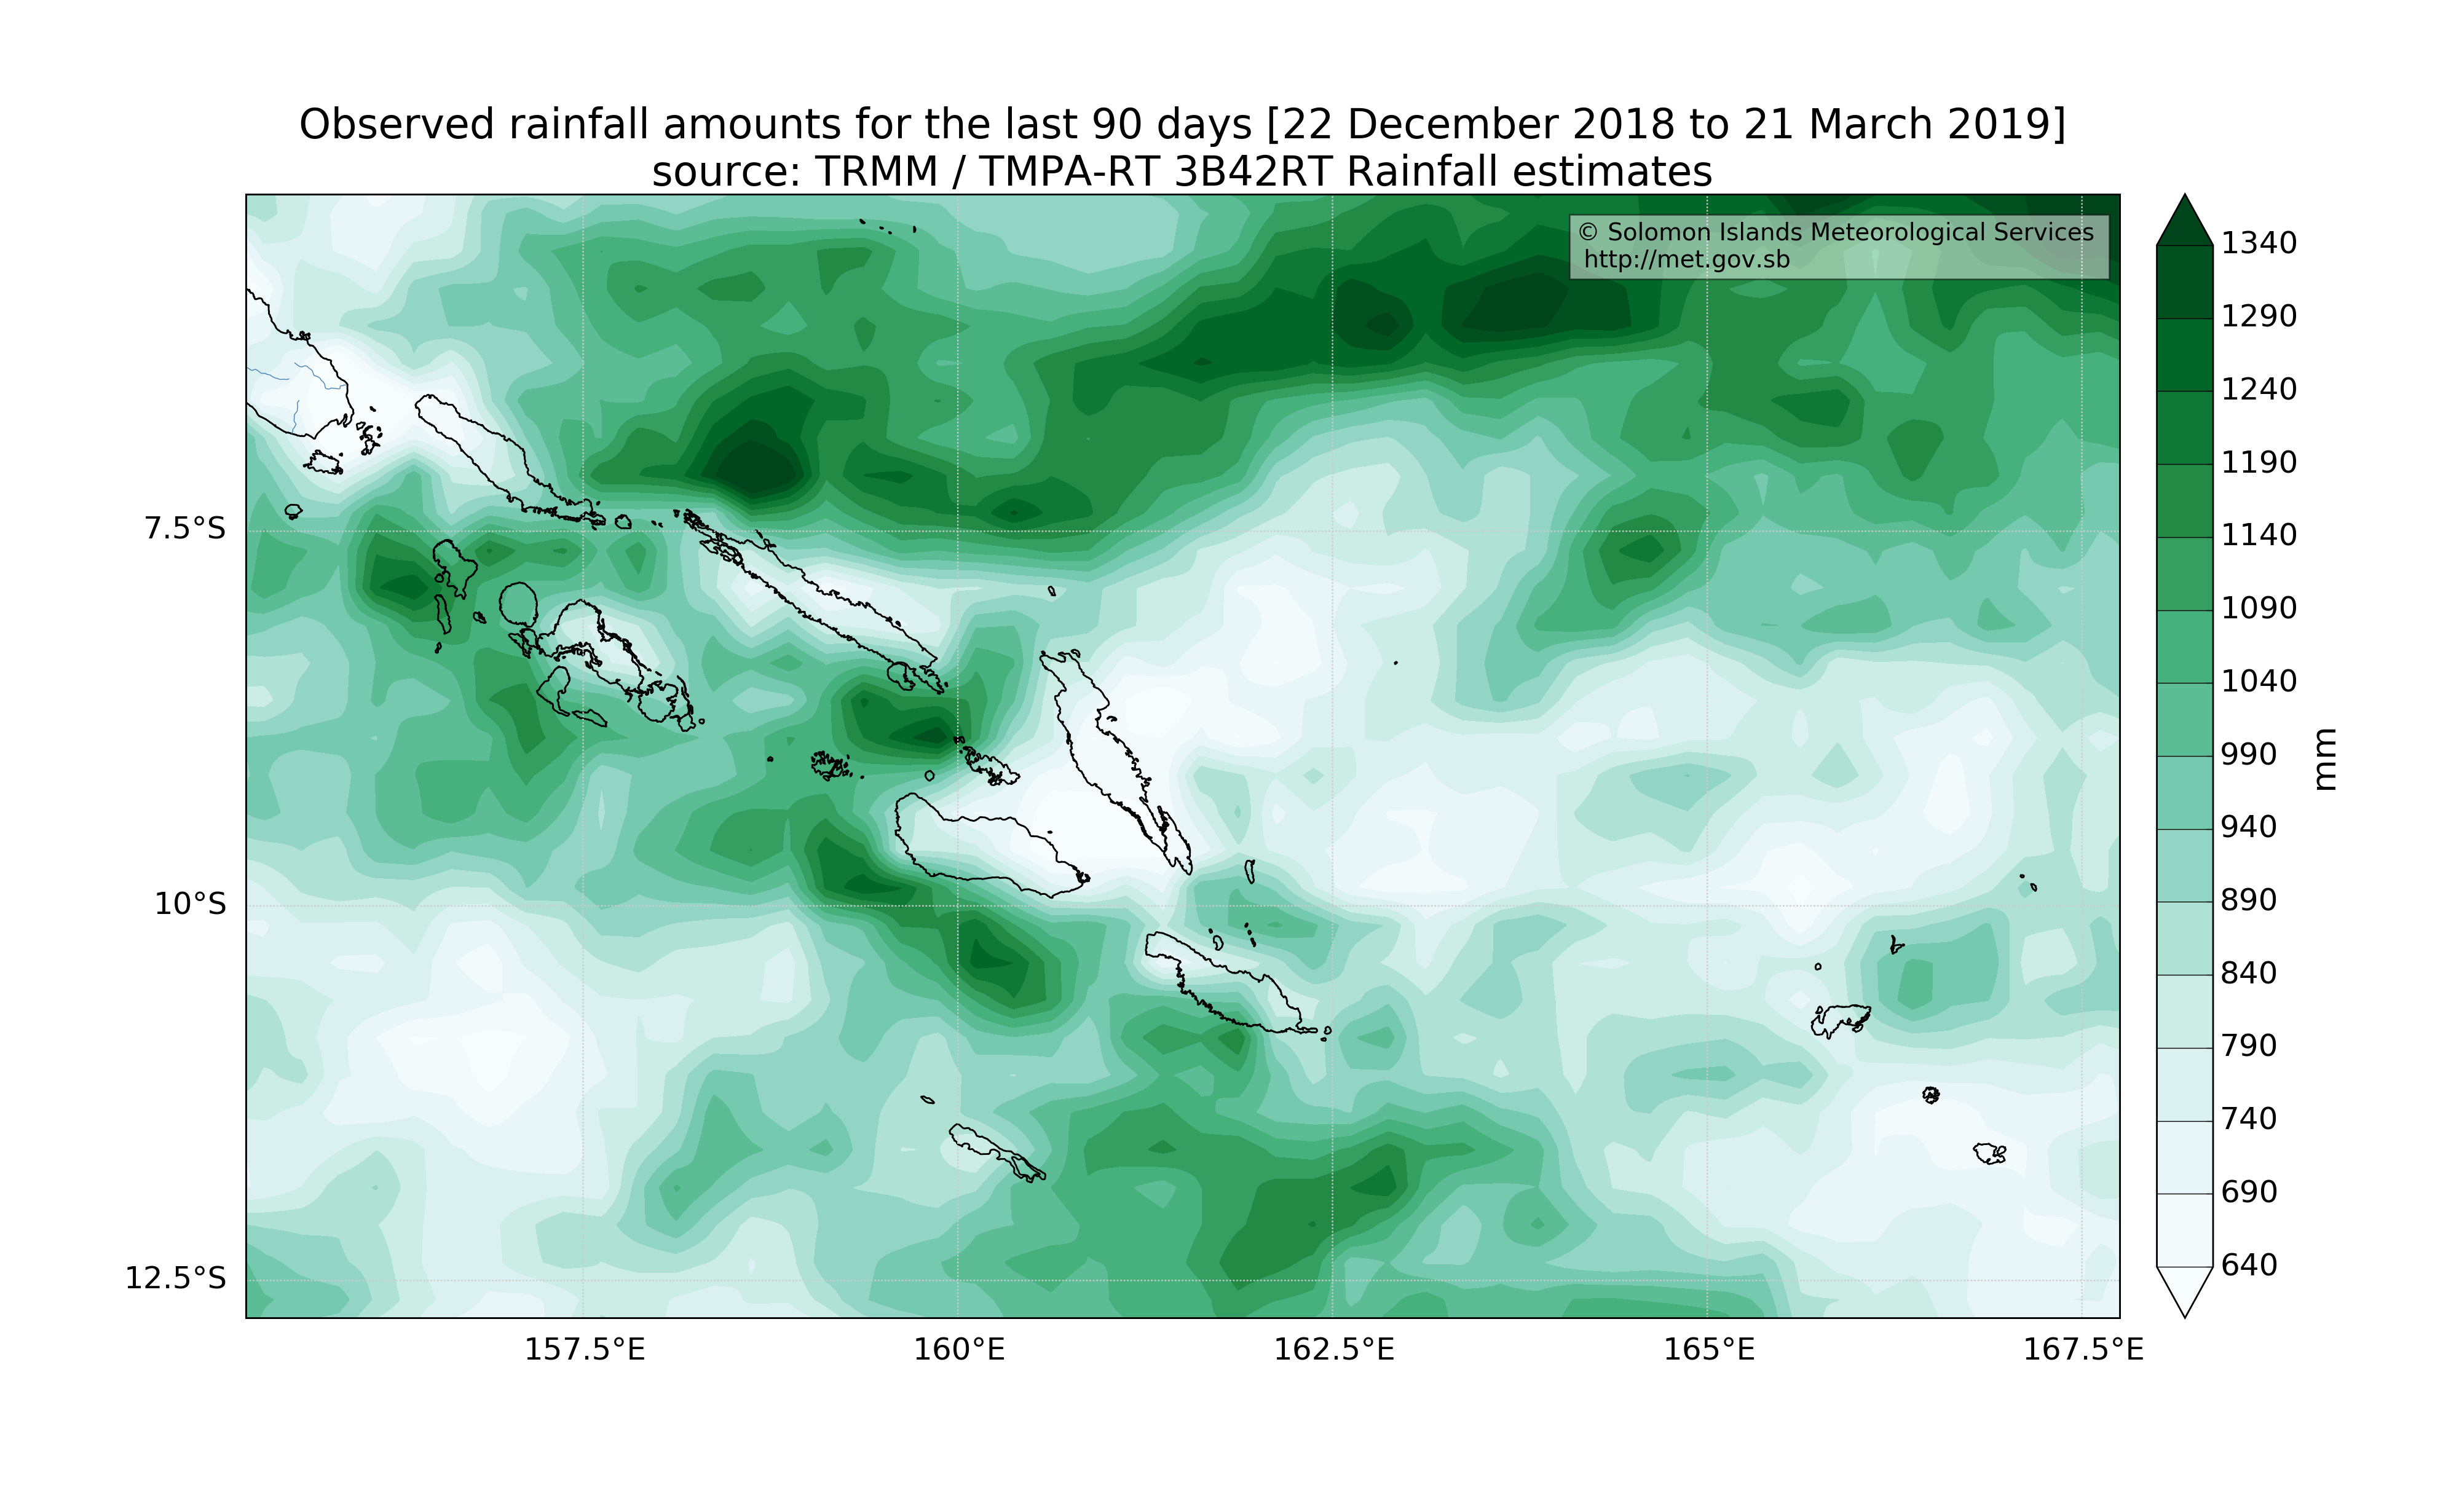 Observed rainfall amounts for the last 90 days [22 December 2018 to 21 March 2019]
source: TRMM / TMPA-RT 3B42RT Rainfall estimates
© Solomon Islands Meteorological Services
http://met.gov.sb
7.5°S
10°S
12.5°S
157.5°E
160°E
162.5°E
165°E
167.5°E
1340
1290
1240
1190
1140
1090
1040
990
940
890
840
790
740
690
640
mm